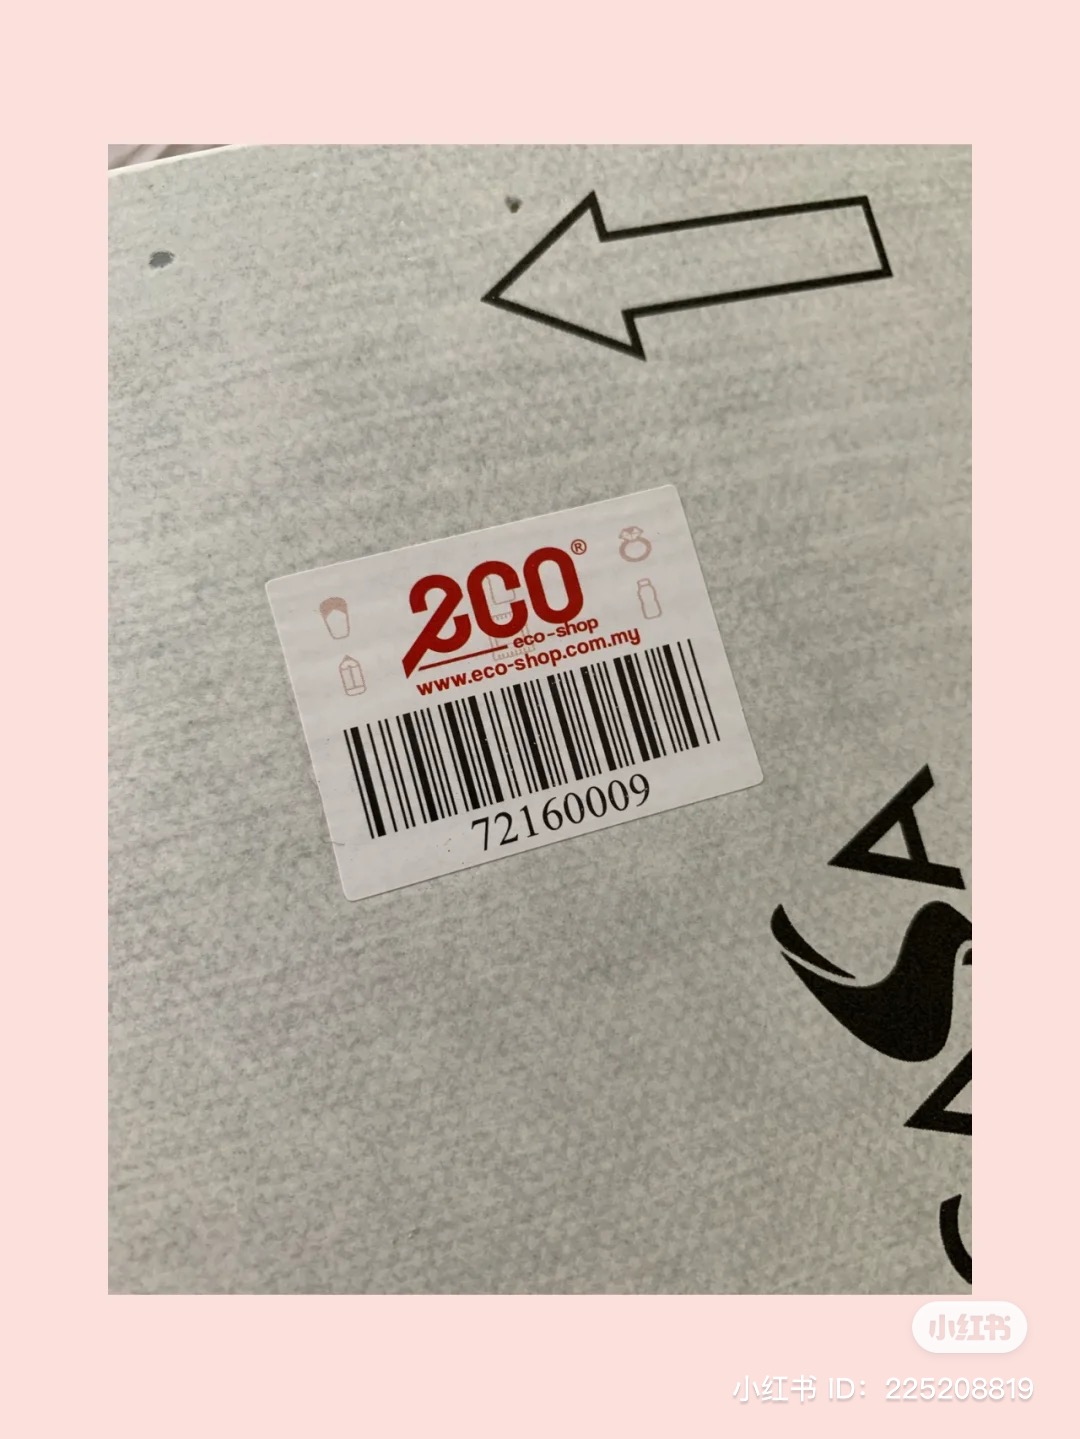 eco®
eco-shop
www.eco-shop.com.my
72160009
小红书
小红书 ID：225208819